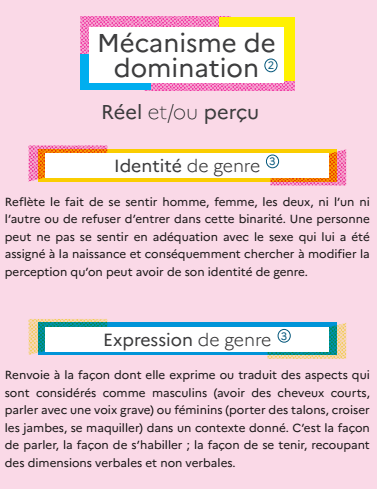 Mécanisme de
domination ②
Réel et/ou perçu
Identité de genre ③
Reflète le fait de se sentir homme, femme, les deux, ni l'un ni
l'autre ou de refuser d'entrer dans cette binarité. Une personne
peut ne pas se sentir en adéquation avec le sexe qui lui a été
assigné à la naissance et conséquemment chercher à modifier la
perception qu'on peut avoir de son identité de genre.
Expression de genre ③
Renvoie à la façon dont elle exprime ou traduit des aspects qui
sont considérés comme masculins (avoir des cheveux courts,
parler avec une voix grave) ou féminins (porter des talons, croiser
les jambes, se maquiller) dans un contexte donné. C'est la façon
de parler, la façon de s'habiller ; la façon de se tenir, recoupant
des dimensions verbales et non verbales.